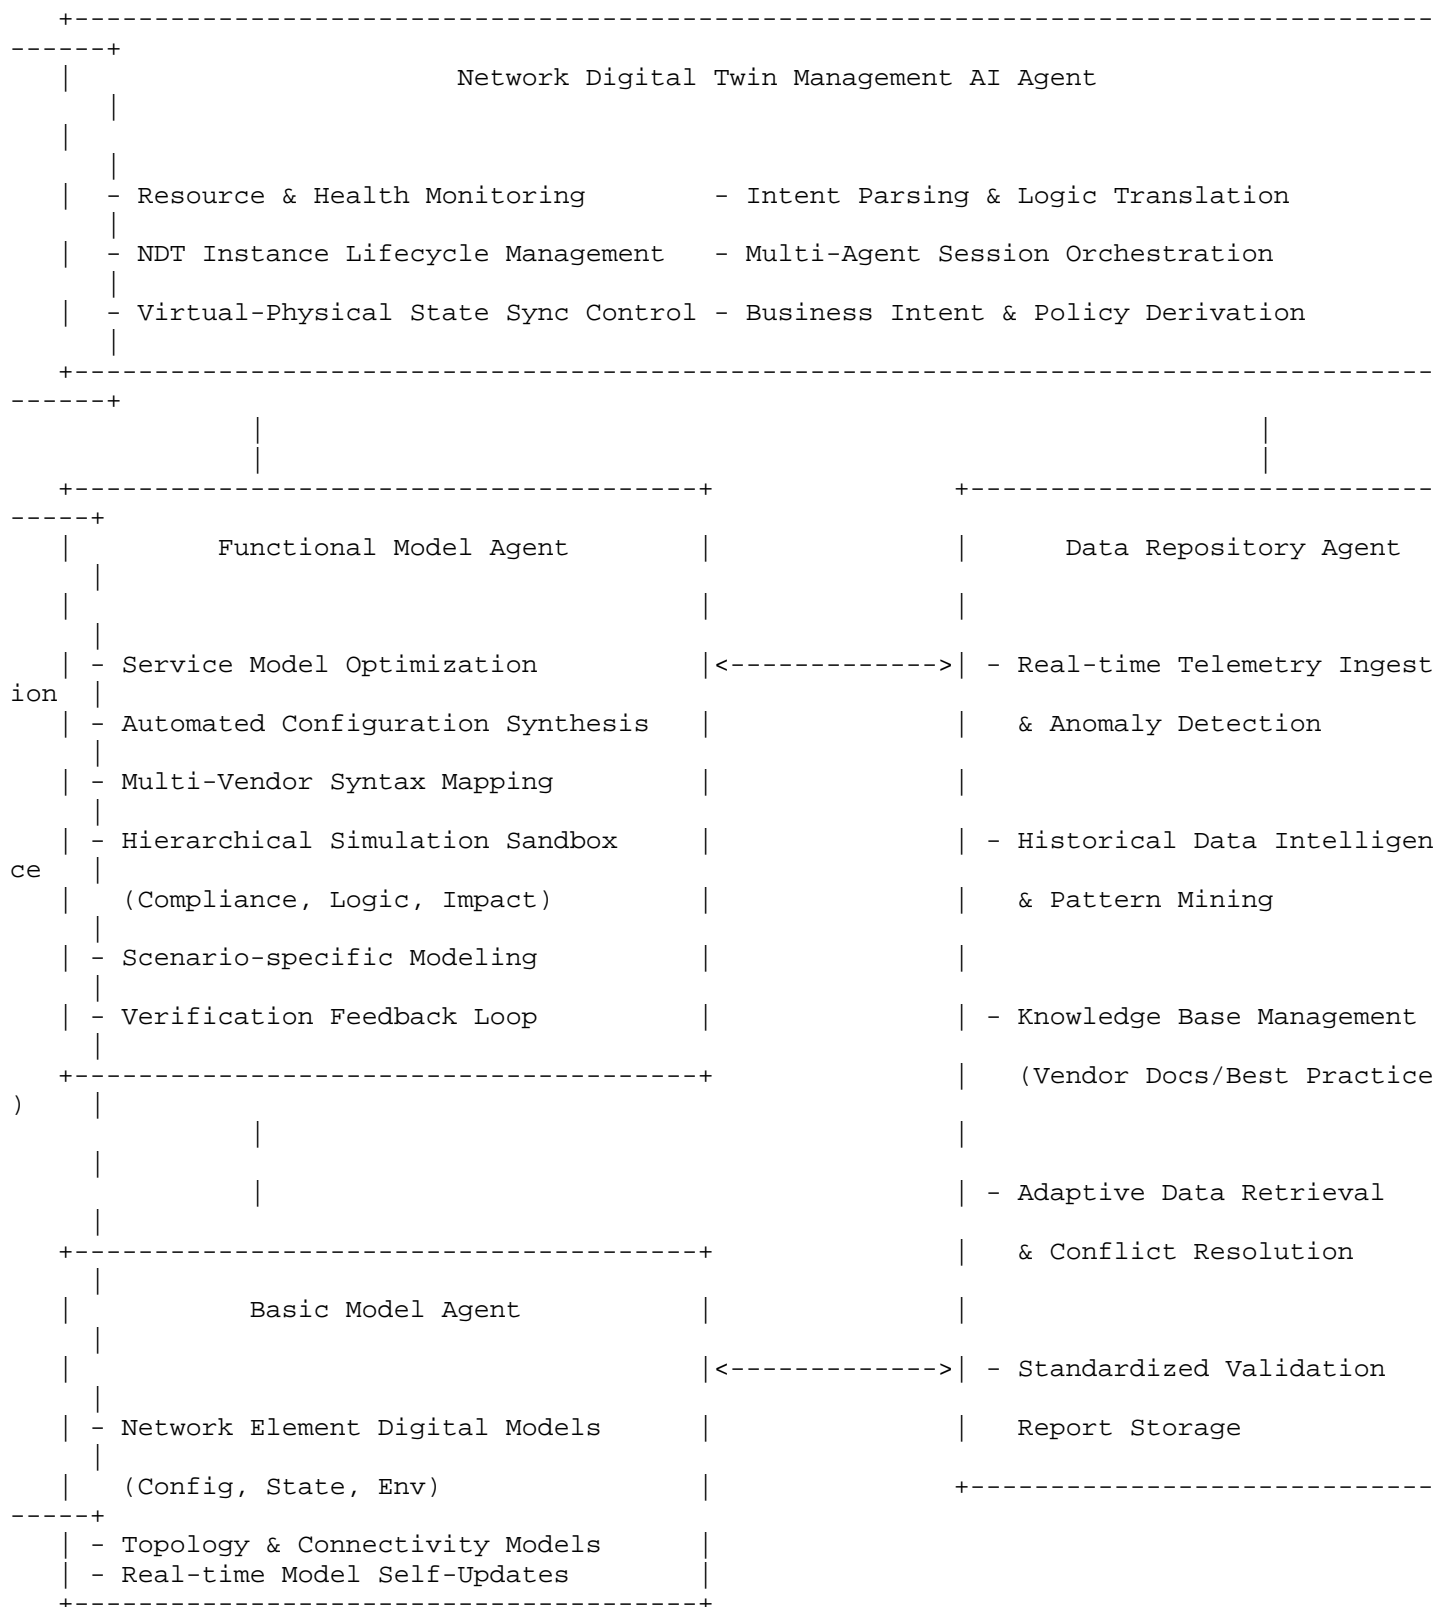 Network Digital Twin Management AI Agent
- Resource & Health Monitoring - Intent Parsing & Logic Translation
- NDT Instance Lifecycle Management - Multi-Agent Session Orchestration
- Virtual-Physical State Sync Control - Business Intent & Policy Derivation
Functional Model Agent Data Repository Agent
- Service Model Optimization - Real-time Telemetry Ingest
ion
- Automated Configuration Synthesis & Anomaly Detection
- Multi-Vendor Syntax Mapping
- Hierarchical Simulation Sandbox - Historical Data Intelligen
ce
(Compliance, Logic, Impact) & Pattern Mining
- Scenario-specific Modeling
- Verification Feedback Loop - Knowledge Base Management
(Vendor Docs/Best Practice
)
- Adaptive Data Retrieval
& Conflict Resolution
Basic Model Agent
- Standardized Validation
- Network Element Digital Models Report Storage
(Config, State, Env)
- Topology & Connectivity Models
- Real-time Model Self-Updates